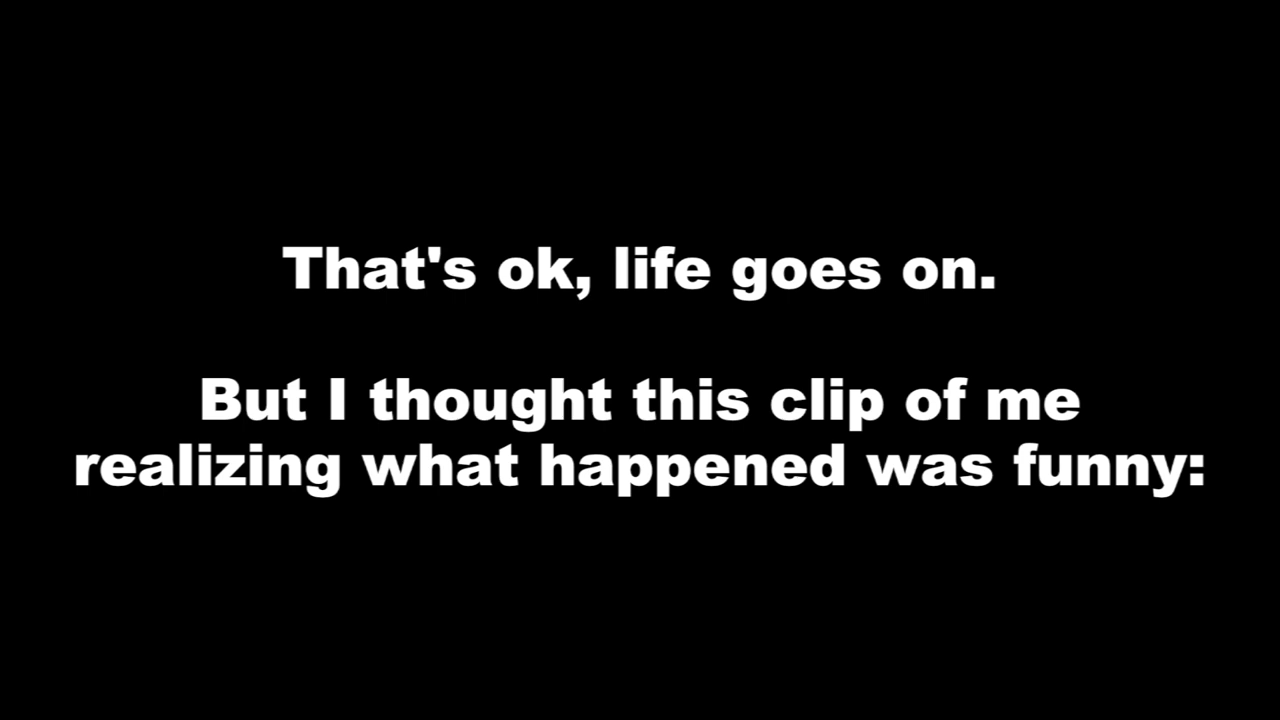 That's ok, life goes on.
But I thought this clip of me
realizing what happened was funny: